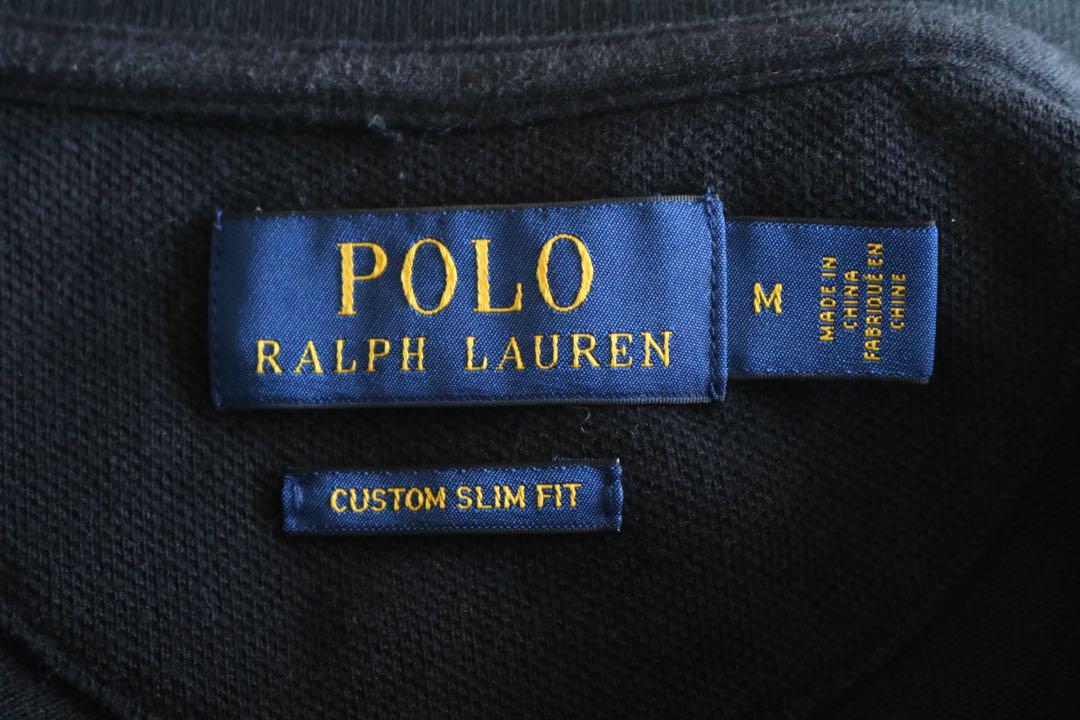 POLO
RALPH LAUREN
M
MADE IN
CHINA
FABRIQUÉ EN
CHINE
CUSTOM SLIM FIT